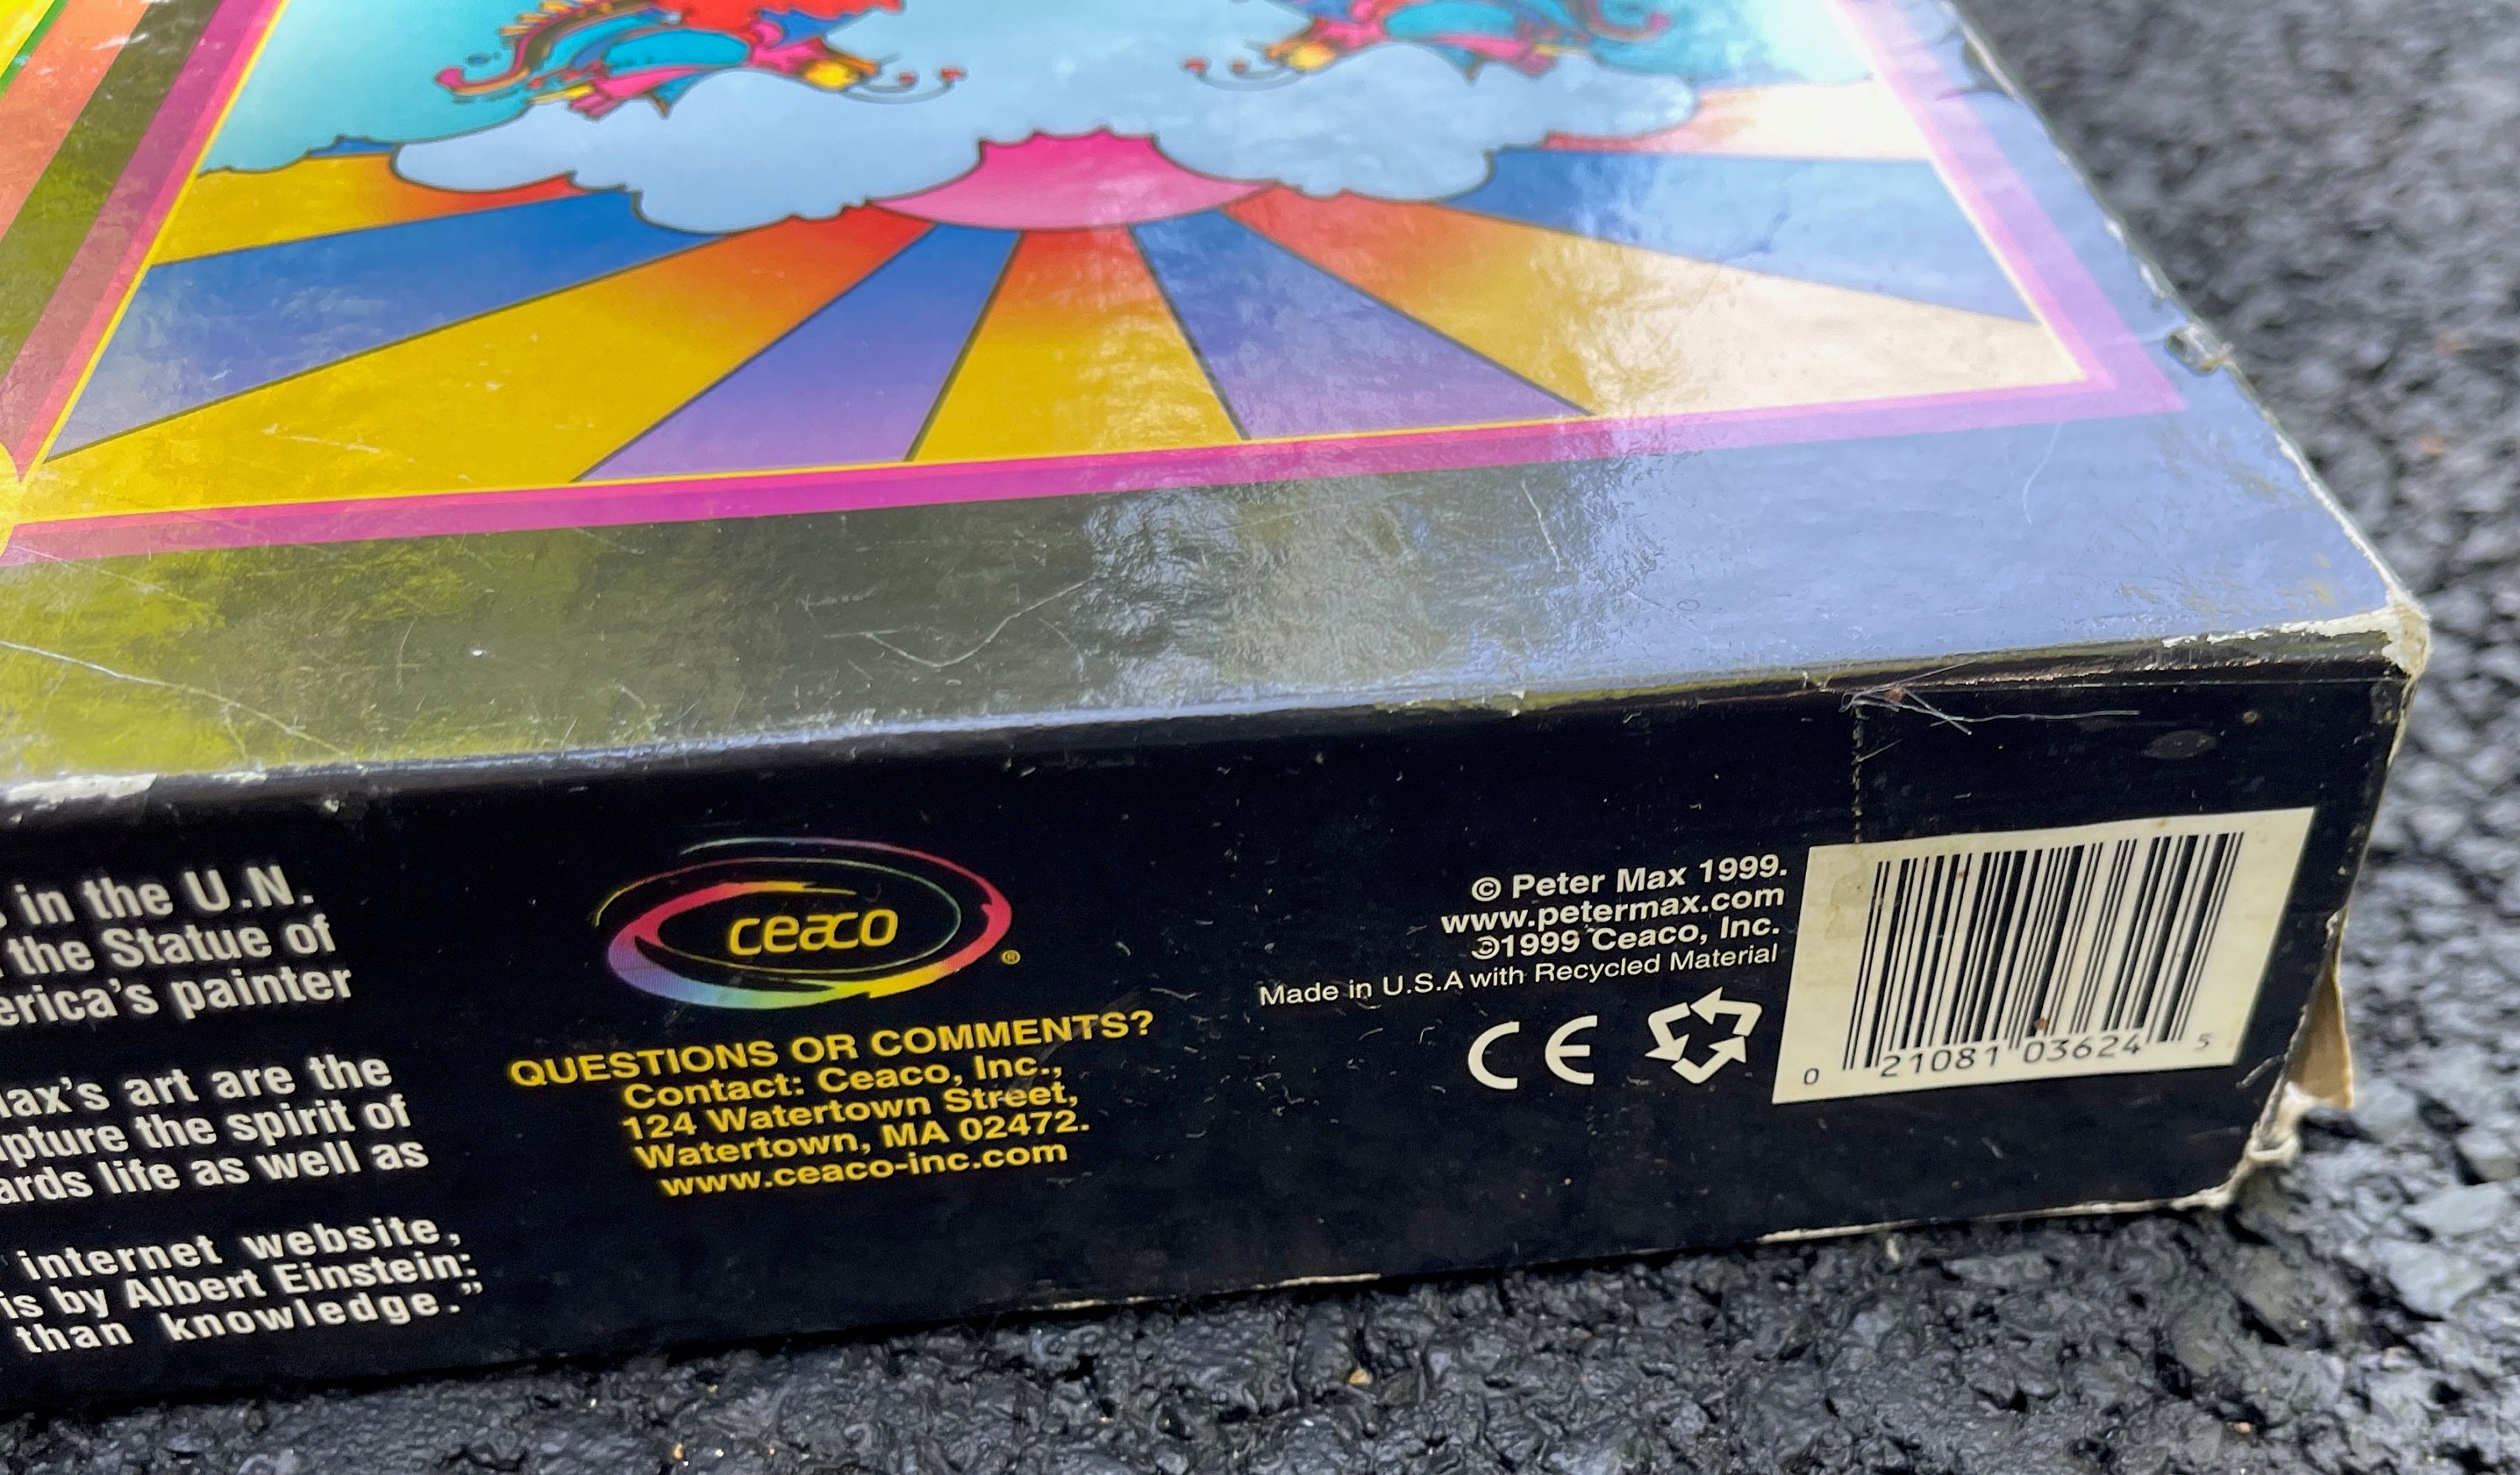 in the U.N.
the Statue of
erica's painter
ax's art are the
pture the spirit of
ards life as well as
internet website,
is by Albert Einstein:
than knowledge."
ceaco
®
QUESTIONS OR COMMENTS?
Contact: Ceaco, Inc.,
124 Watertown Street,
Watertown, MA 02472.
www.ceaco-inc.com
© Peter Max 1999.
www.petermax.com
©1999 Ceaco, Inc.
Made in U.S.A with Recycled Material
CE
0 21081 03624 5